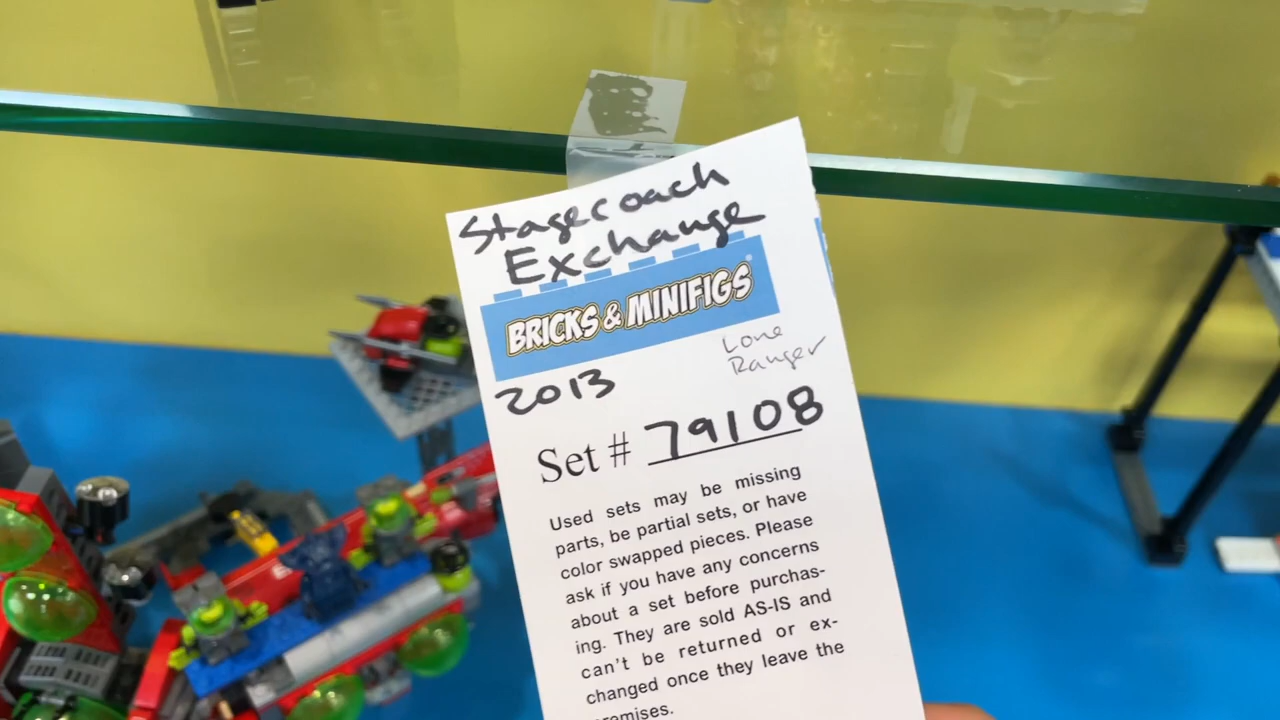 Stagecoach
Exchange
BRICKS & MINIFIGS®
Lone
Ranger
2013
Set # 79108
Used sets may be missing
parts, be partial sets, or have
color swapped pieces. Please
ask if you have any concerns
about a set before purchas-
ing. They are sold AS-IS and
can't be returned or ex-
changed once they leave the
premises.